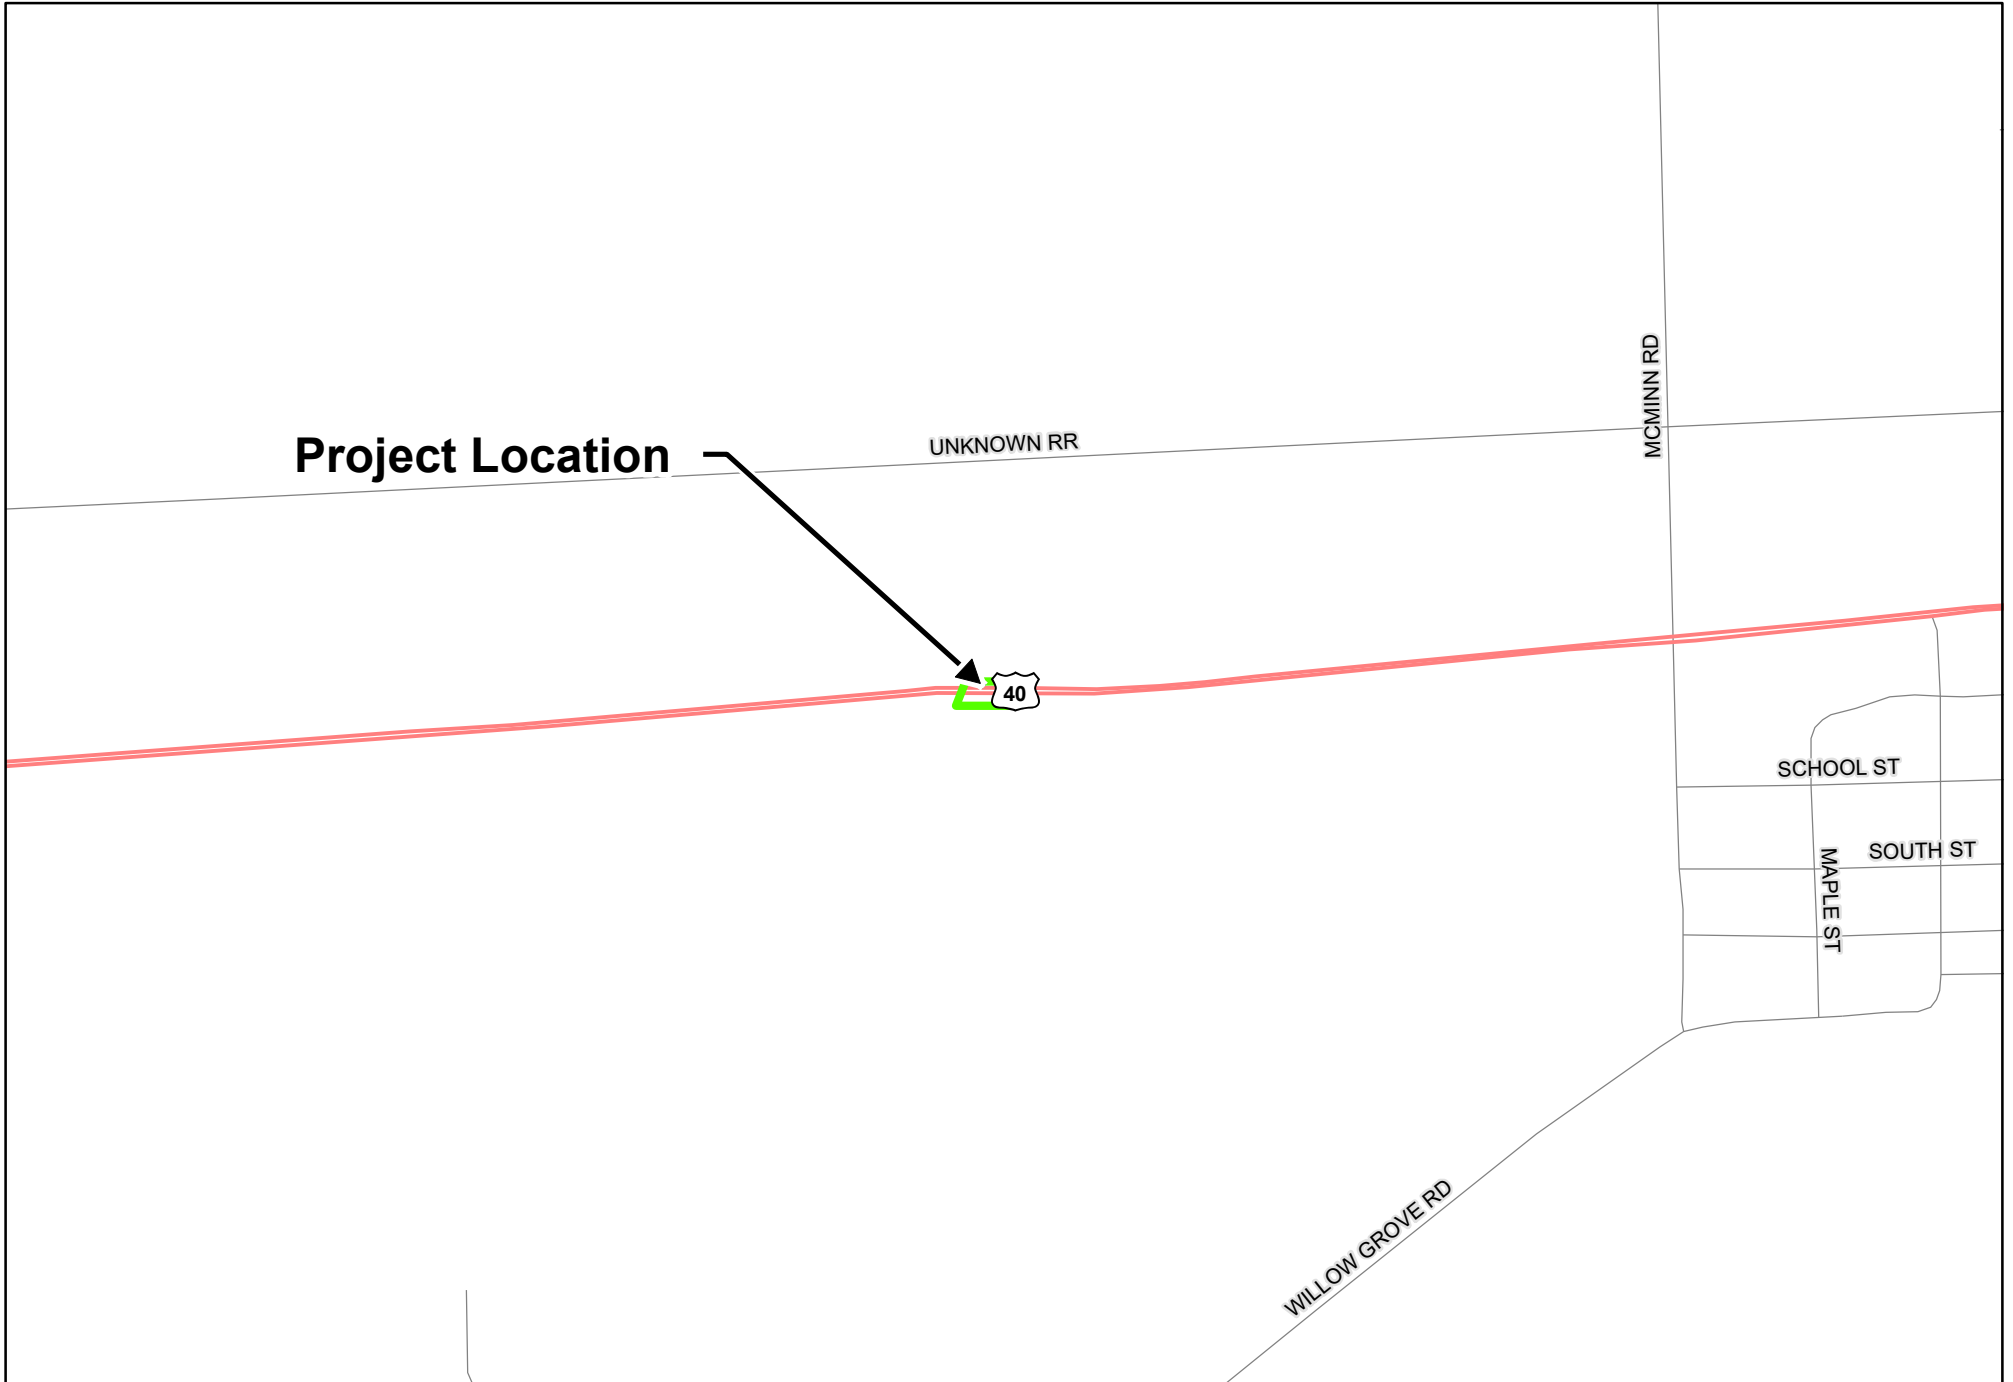 MCMINN RD
UNKNOWN RR
Project Location
40
SCHOOL ST
SOUTH ST
MAPLE ST
WILLOW GROVE RD